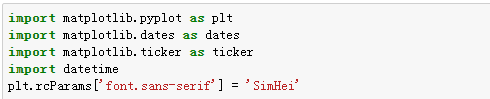 import matplotlib.pyplot as plt
import matplotlib.dates as dates
import matplotlib.ticker as ticker
import datetime
plt.rcParams['font.sans-serif'] = 'SimHei'